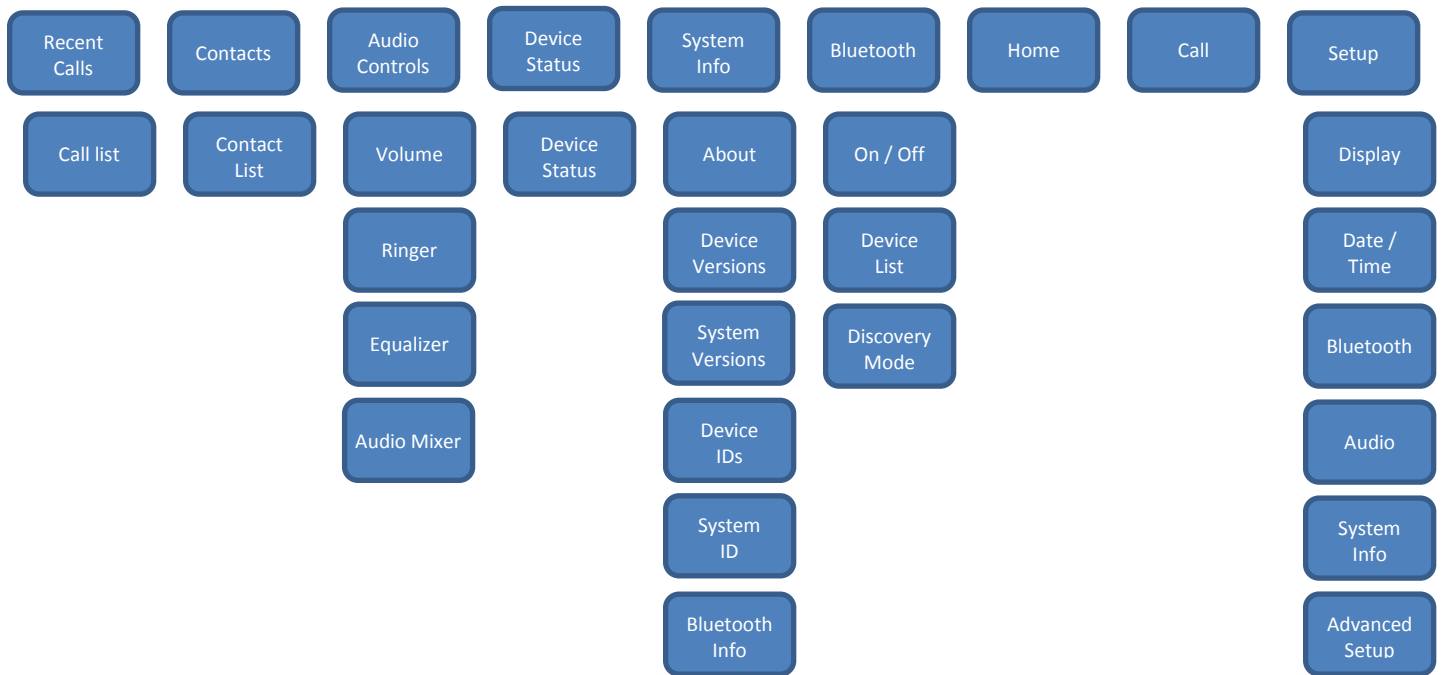 Recent
Calls
Contacts
Audio
Controls
Device
Status
System
Info
Bluetooth
Home
Call
Setup
Call list
Contact
List
Volume
Device
Status
About
On / Off
Display
Ringer
Device
Versions
Device
List
Date /
Time
Equalizer
System
Versions
Discovery
Mode
Bluetooth
Audio Mixer
Device
IDs
Audio
System
ID
System
Info
Bluetooth
Info
Advanced
Setup